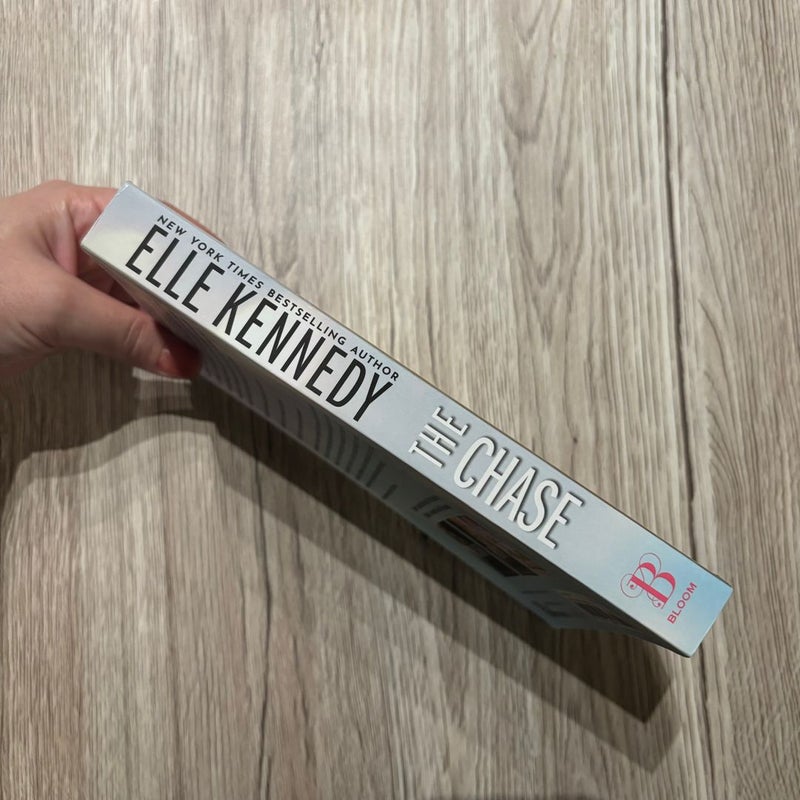 NEW YORK TIMES BESTSELLING AUTHOR
ELLE KENNEDY
THE
CHASE
B
BLOOM